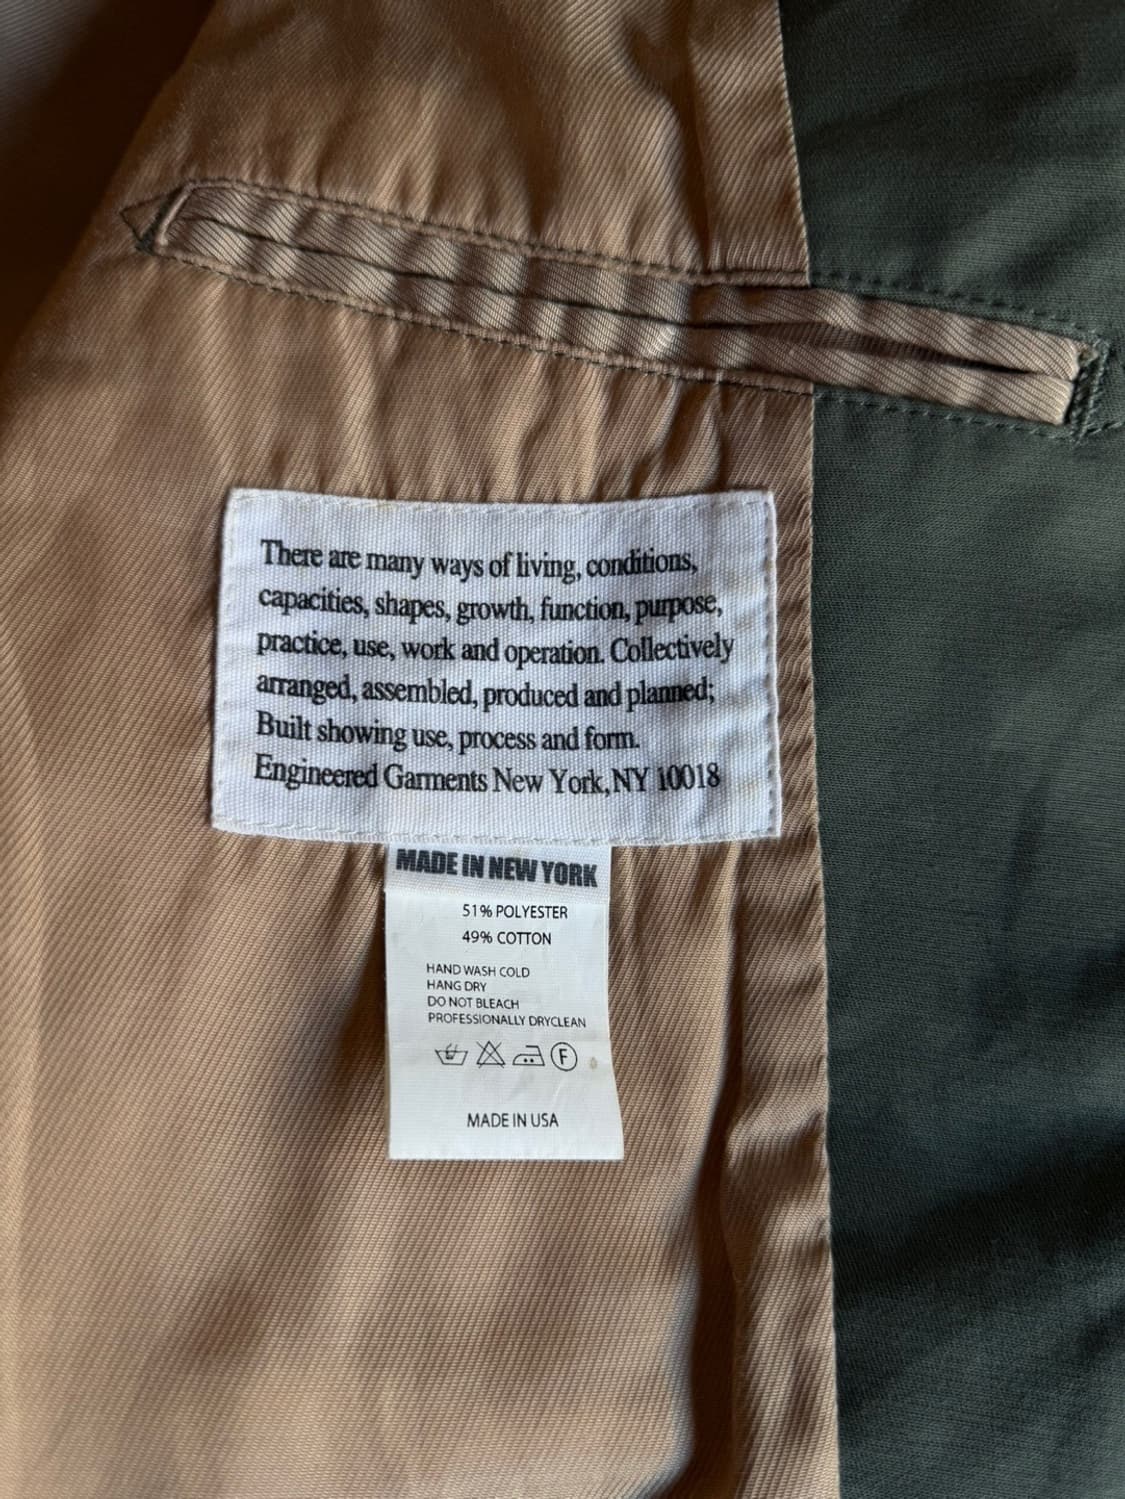 There are many ways of living, conditions,
capacities, shapes, growth, function, purpose,
practice, use, work and operation. Collectively
arranged, assembled, produced and planned;
Built showing use, process and form.
Engineered Garments New York, NY 10018
MADE IN NEW YORK
51% POLYESTER
49% COTTON
HAND WASH COLD
HANG DRY
DO NOT BLEACH
PROFESSIONALLY DRYCLEAN
F
MADE IN USA